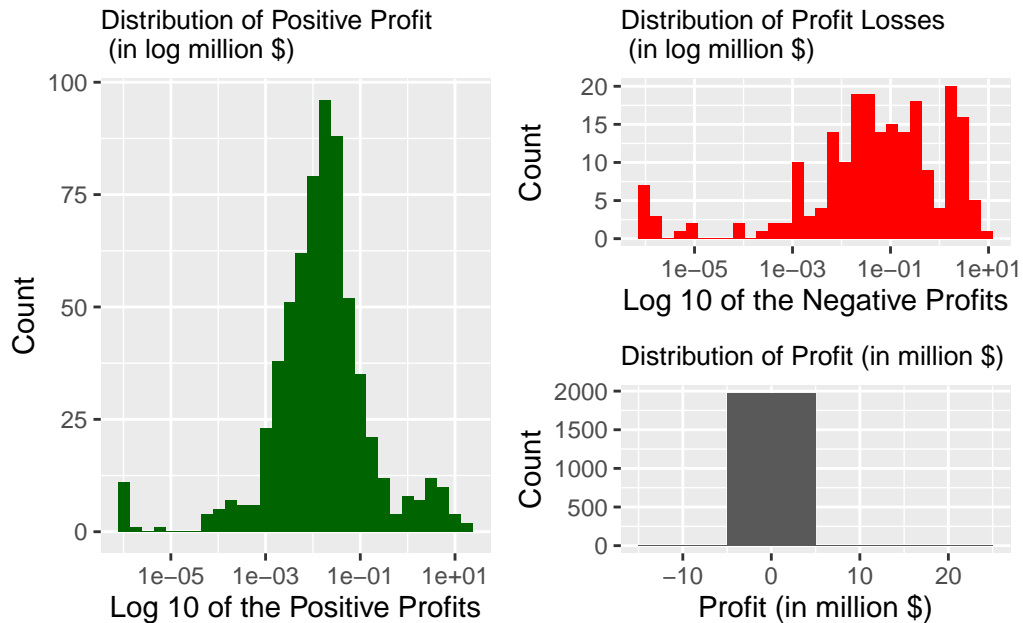 Distribution of Positive Profit
(in log million $)
Count
100
75
50
25
0
1e−05
1e−03
1e−01
1e+01
Log 10 of the Positive Profits
Distribution of Profit Losses
(in log million $)
Count
20
15
10
5
0
1e−05
1e−03
1e−01
1e+01
Log 10 of the Negative Profits
Distribution of Profit (in million $)
Count
2000
1500
1000
500
0
−10
0
10
20
Profit (in million $)